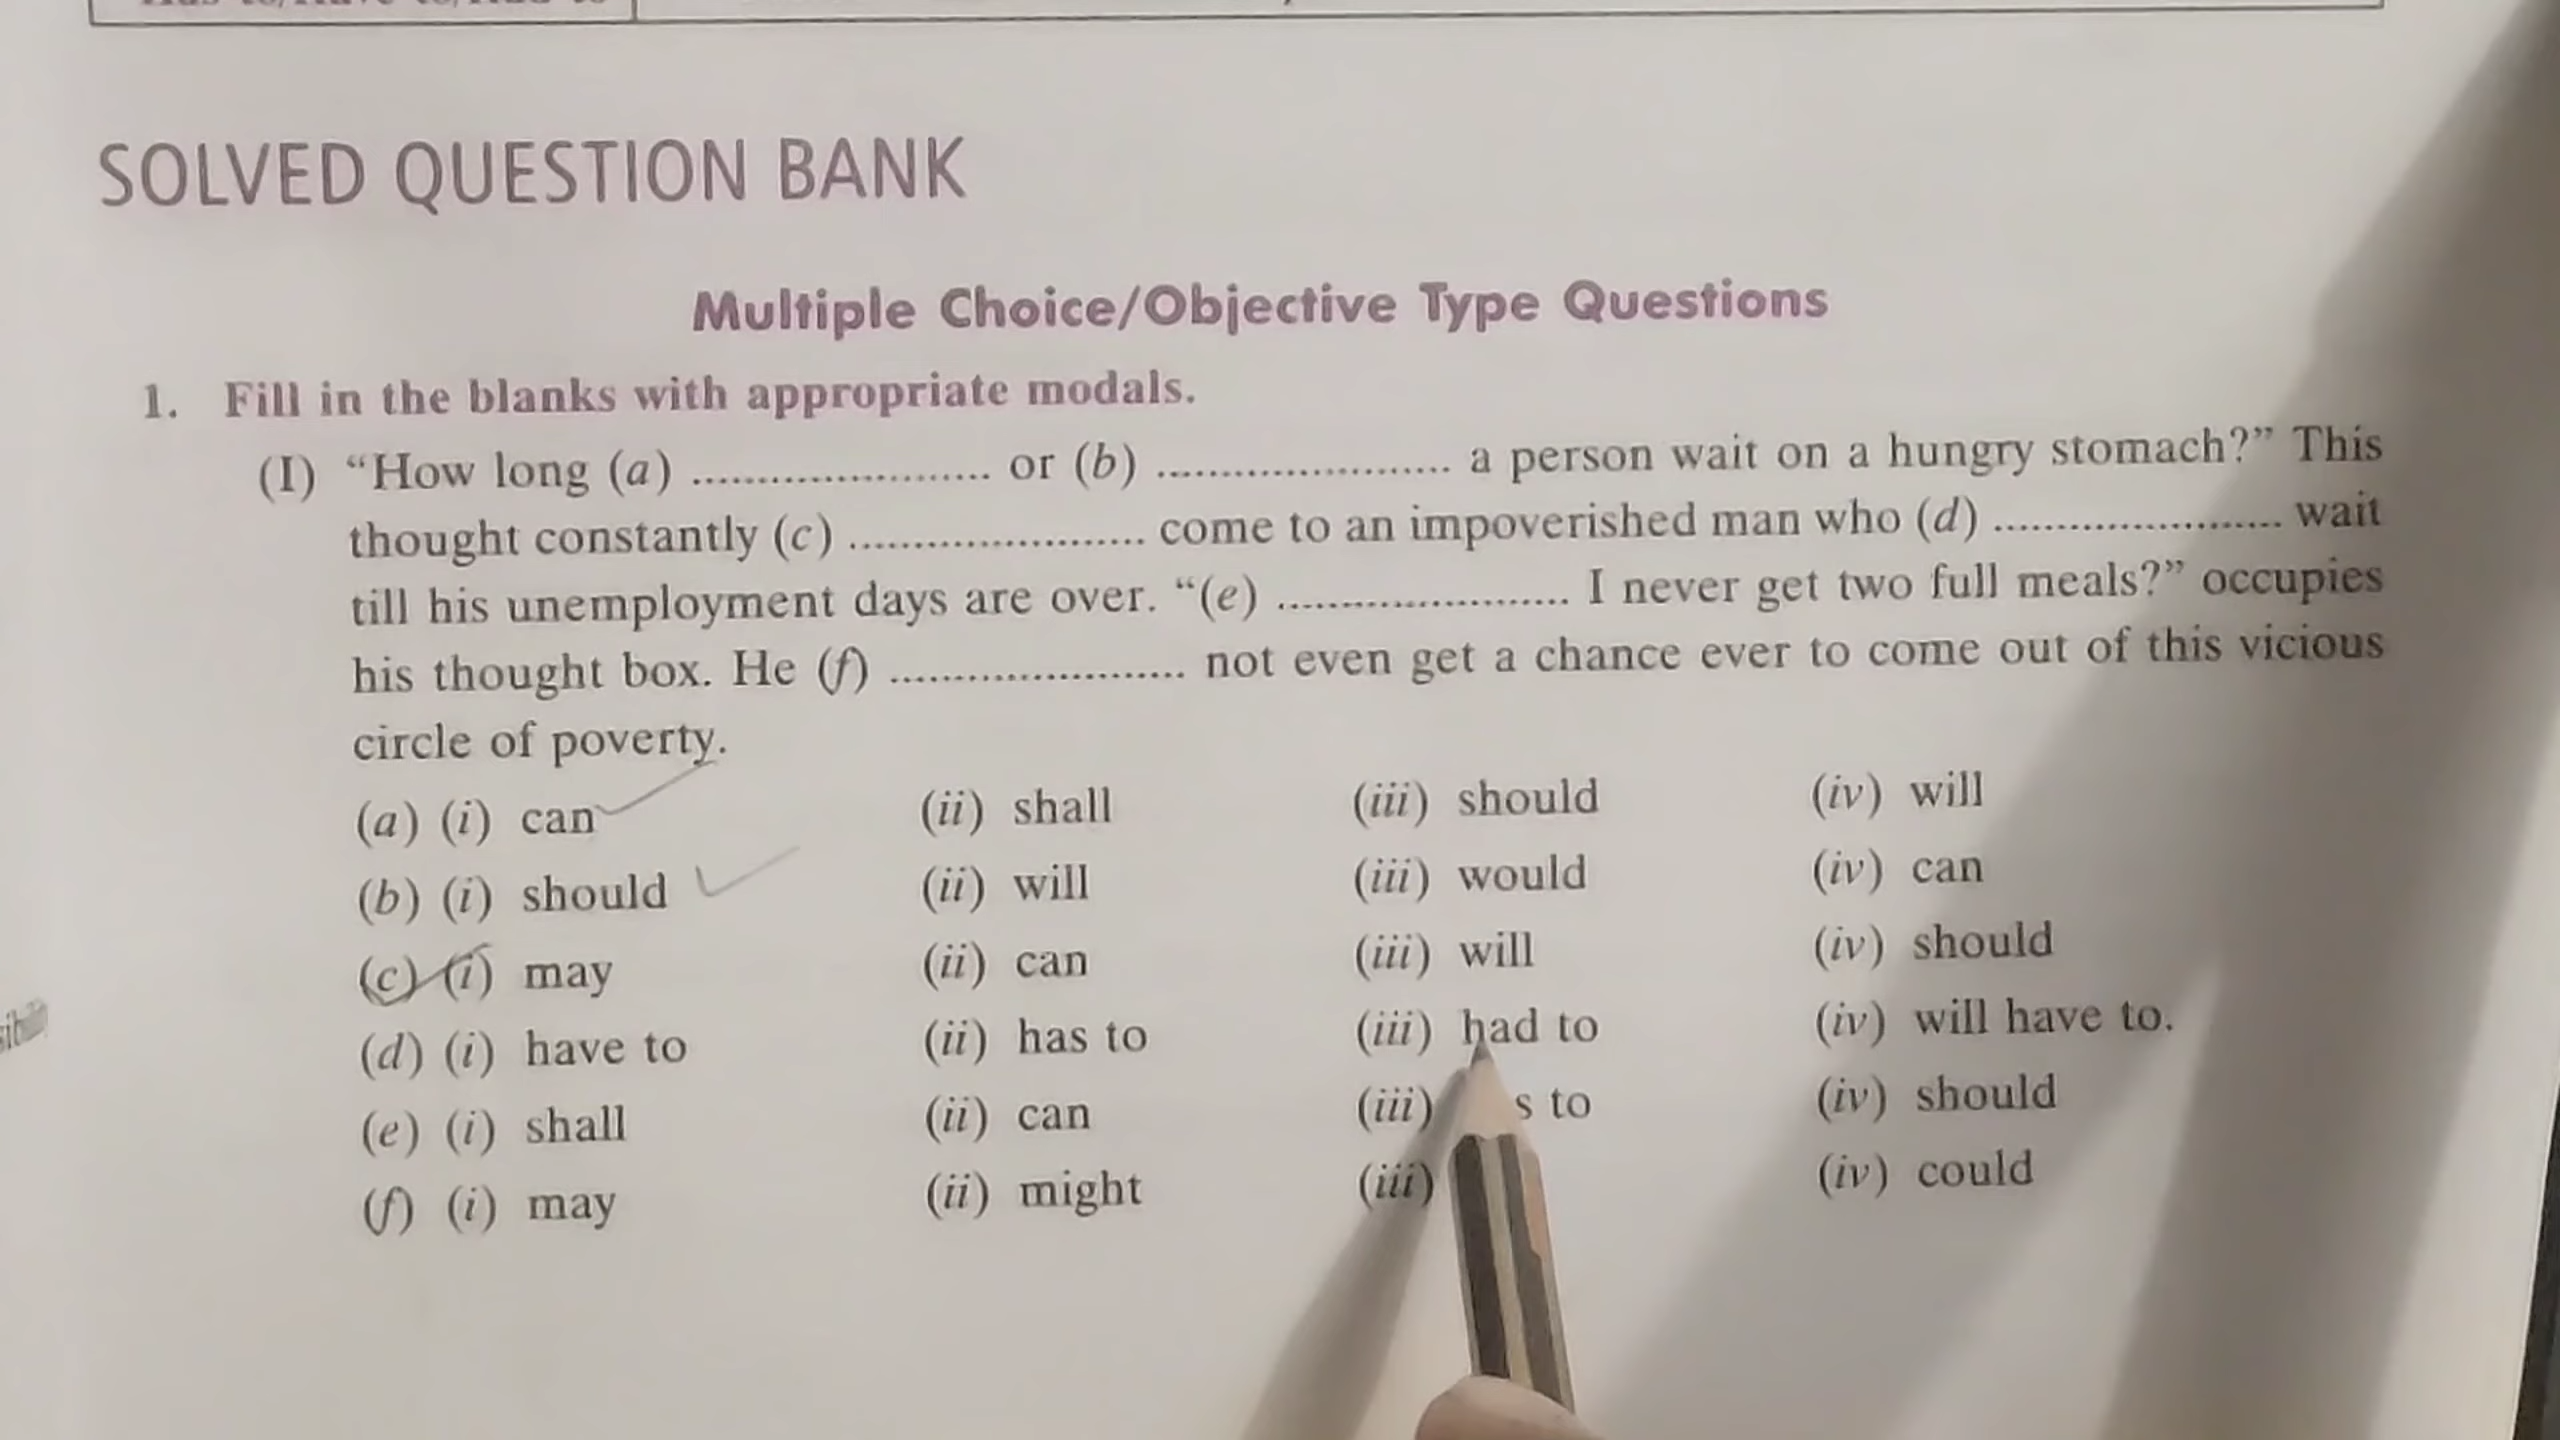 SOLVED QUESTION BANK
Multiple Choice/Objective Type Questions
1. Fill in the blanks with appropriate modals.
(I) “How long (a) ....................... or (b) ....................... a person wait on a hungry stomach?” This
thought constantly (c) ....................... come to an impoverished man who (d) ....................... wait
till his unemployment days are over. “(e) ....................... I never get two full meals?” occupies
his thought box. He (f) ....................... not even get a chance ever to come out of this vicious
circle of poverty.
(a) (i) can (ii) shall (iii) should (iv) will
(b) (i) should (ii) will (iii) would (iv) can
(c) (i) may (ii) can (iii) will (iv) should
(d) (i) have to (ii) has to (iii) had to (iv) will have to.
(e) (i) shall (ii) can (iii) to (iv) should
(f) (i) may (ii) might (iii) (iv) could